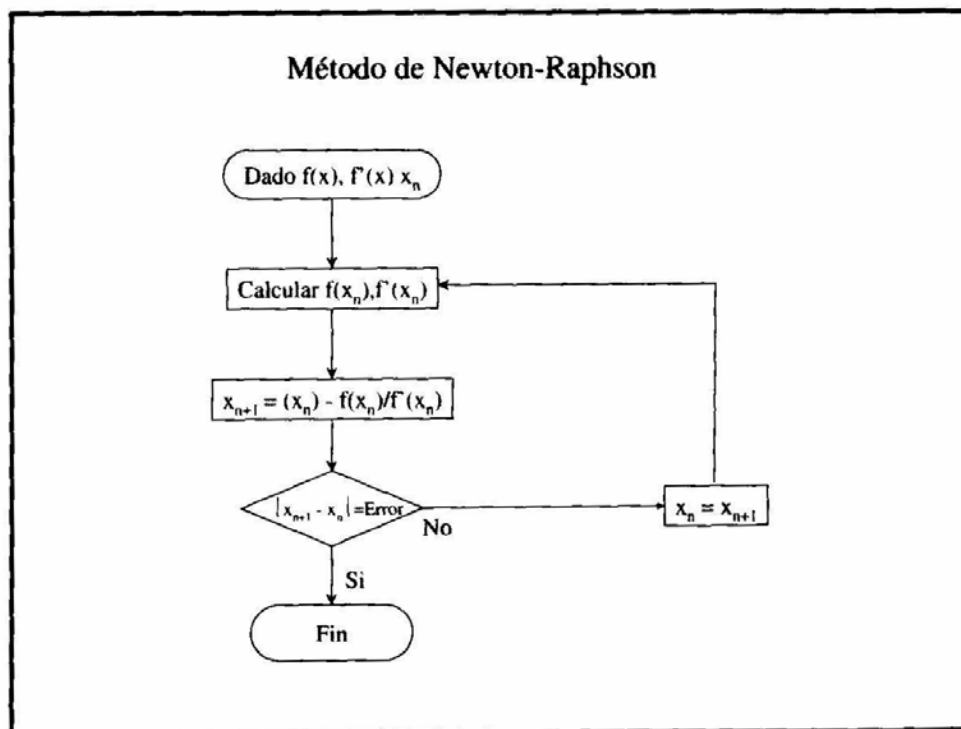 Método de Newton-Raphson
Dado f(x), f'(x) xₙ
Calcular f(xₙ),f'(xₙ)
xₙ₊₁ = (xₙ) - f(xₙ)/f'(xₙ)
|xₙ₊₁ - xₙ|=Error
No
xₙ = xₙ₊₁
Si
Fin